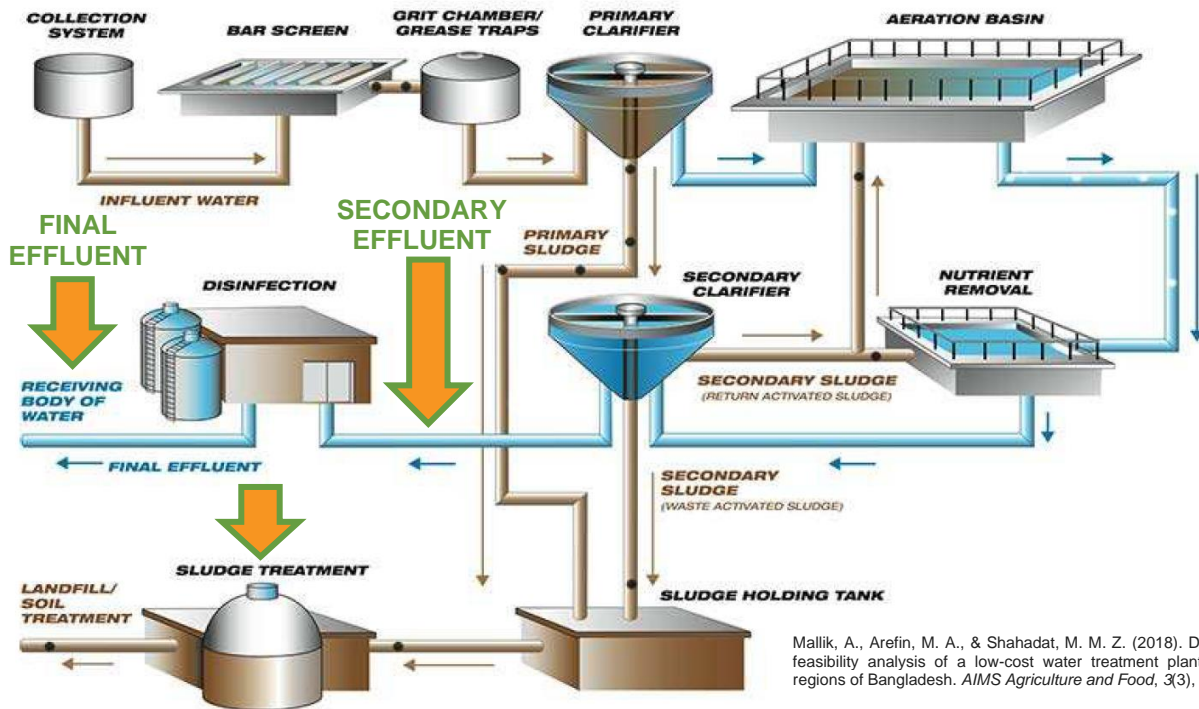 COLLECTION
SYSTEM
BAR SCREEN
GRIT CHAMBER/
GREASE TRAPS
PRIMARY
CLARIFIER
AERATION BASIN
INFLUENT WATER
FINAL
EFFLUENT
SECONDARY
EFFLUENT
PRIMARY
SLUDGE
DISINFECTION
SECONDARY
CLARIFIER
NUTRIENT
REMOVAL
RECEIVING
BODY OF
WATER
SECONDARY SLUDGE
(RETURN ACTIVATED SLUDGE)
FINAL EFFLUENT
SECONDARY
SLUDGE
(WASTE ACTIVATED SLUDGE)
SLUDGE TREATMENT
LANDFILL/
SOIL
TREATMENT
SLUDGE HOLDING TANK
Mallik, A., Arefin, M. A., & Shahadat, M. M. Z. (2018). D
feasibility analysis of a low-cost water treatment plant
regions of Bangladesh. AIMS Agriculture and Food, 3(3),